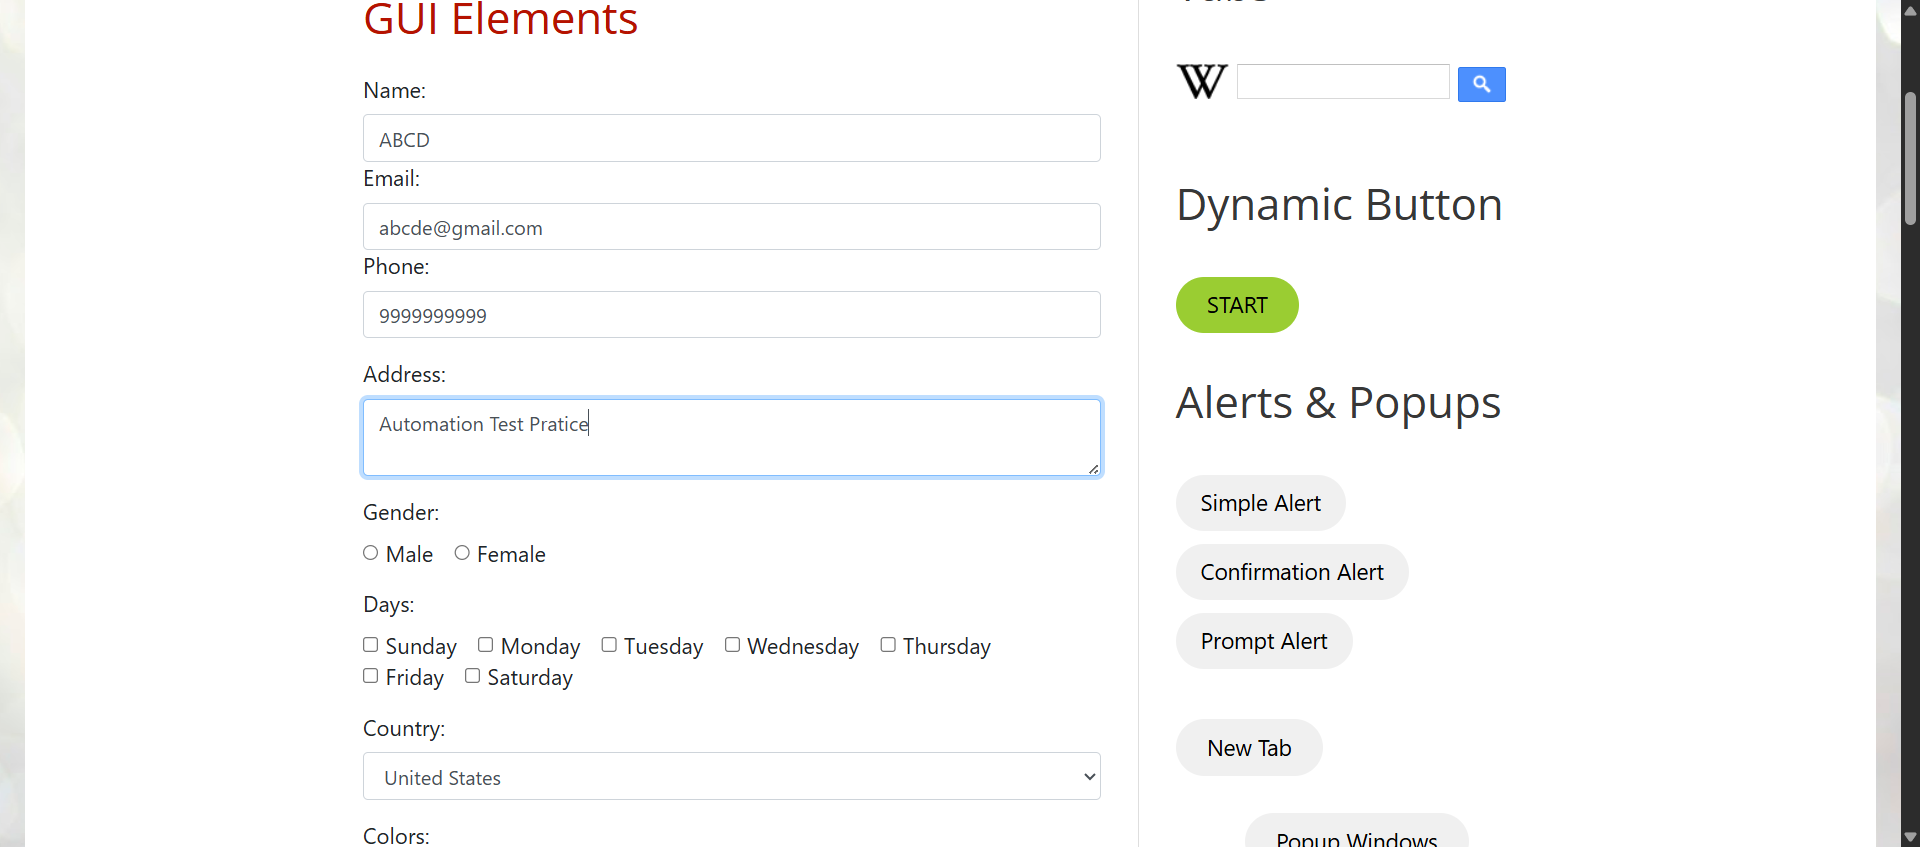 GUI Elements
Name:
ABCD
Email:
abcde@gmail.com
Phone:
9999999999
Address:
Automation Test Pratice
Gender:
Male Female
Days:
Sunday Monday Tuesday Wednesday Thursday
Friday Saturday
Country:
United States
Colors:
W
Dynamic Button
START
Alerts & Popups
Simple Alert
Confirmation Alert
Prompt Alert
New Tab
Popup Windows